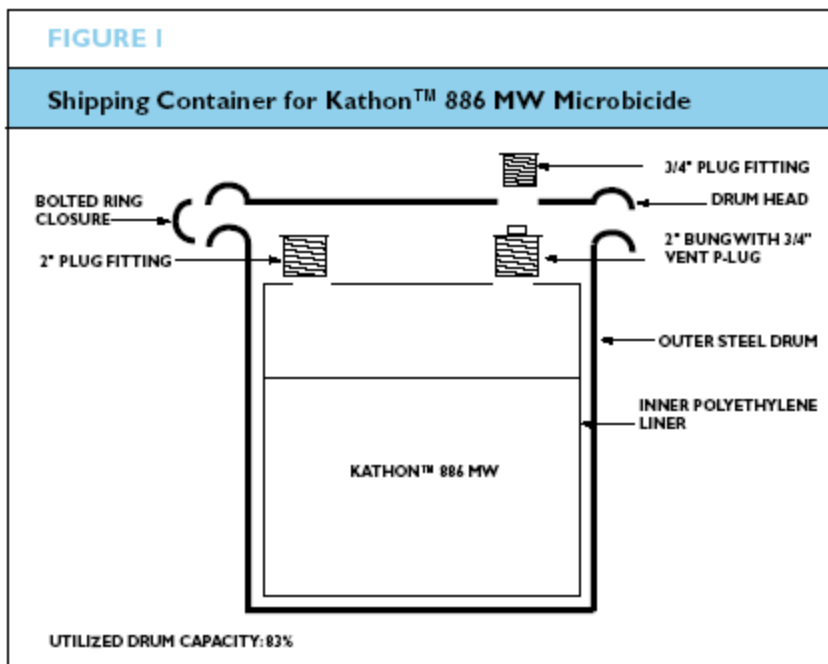 FIGURE I
Shipping Container for Kathon™ 886 MW Microbicide
3/4" PLUG FITTING
BOLTED RING
CLOSURE
DRUM HEAD
2" PLUG FITTING
2" BUNG WITH 3/4"
VENT P-LUG
OUTER STEEL DRUM
INNER POLYETHYLENE
LINER
KATHON™ 886 MW
UTILIZED DRUM CAPACITY: 83%